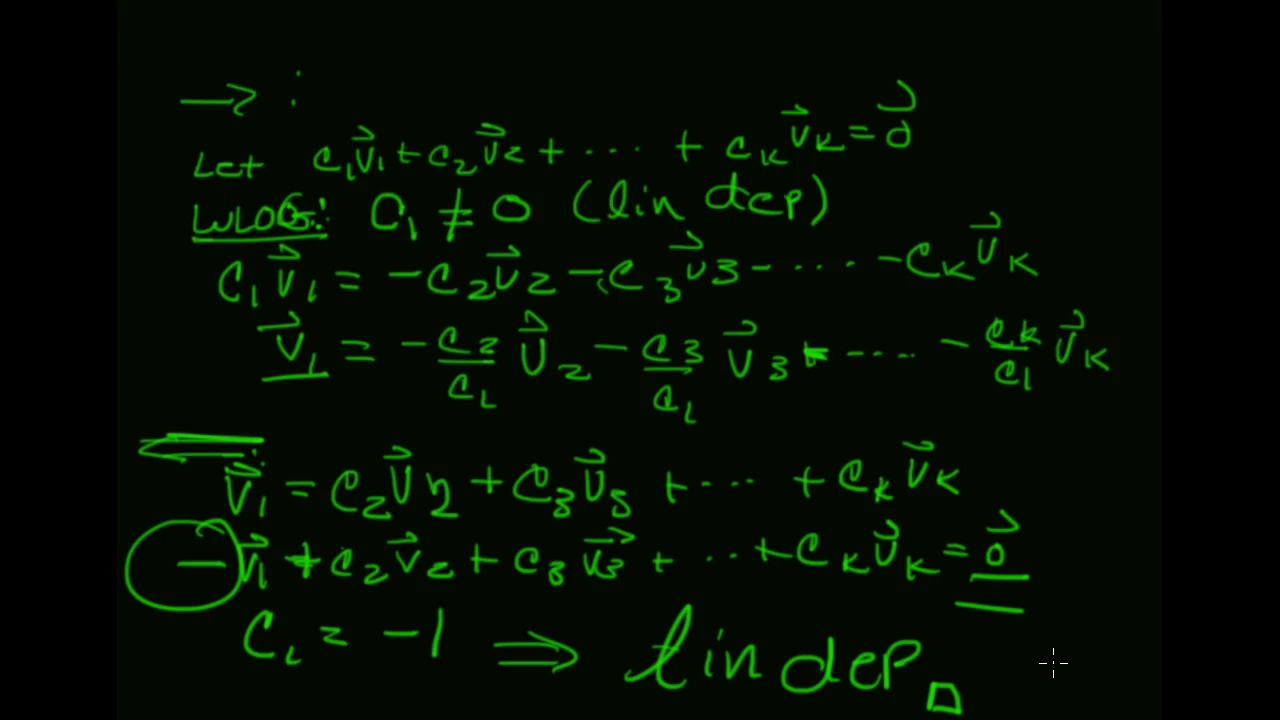 → :
Let c₁v⃗₁ + c₂v⃗₂ + ... + cₖv⃗ₖ = 0⃗
WLOG: C₁ ≠ 0 (lin dep)
C₁v⃗₁ = -C₂v⃗₂ - C₃v⃗₃ - .... - Cₖv⃗ₖ
v⃗₁ = - c₂/c₁ v⃗₂ - c₃/c₁ v⃗₃ - .... - cₖ/c₁ v⃗ₖ
⇐ :
v⃗₁ = C₂v⃗₂ + C₃v⃗₃ + ... + Cₖv⃗ₖ
- v⃗₁ + C₂v⃗₂ + C₃v⃗₃ + ... + Cₖv⃗ₖ = 0⃗
C₁ = -1 ⇒ lin dep □